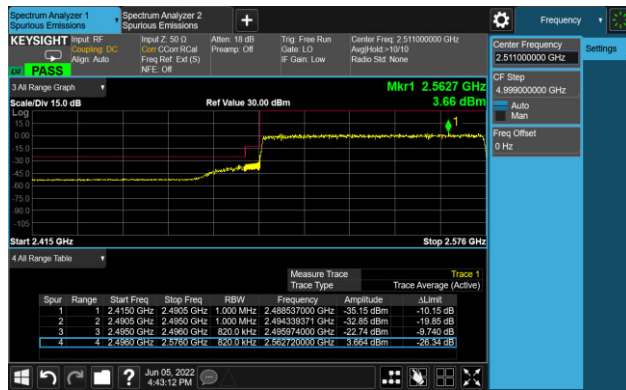 Spectrum Analyzer 1
Spurious Emissions
Spectrum Analyzer 2
Spurious Emissions
+
Frequency
KEYSIGHT
Input: RF
Coupling: DC
Align: Auto
Input Z: 50 Ω
Corr CCorr RCal
Freq Ref: Ext (S)
NFE: Off
Atten: 18 dB
Preamp: Off
Trig: Free Run
Gate: LO
IF Gain: Low
Center Freq: 2.511000000 GHz
Avg|Hold:>10/10
Radio Std: None
PASS
Center Frequency
2.511000000 GHz
Settings
CF Step
4.999000000 GHz
Auto
Man
Freq Offset
0 Hz
3 All Range Graph
Mkr1 2.5627 GHz
3.66 dBm
Scale/Div 15.0 dB
Ref Value 30.00 dBm
Log
15.0
0.00
-15.0
-30.0
-45.0
-60.0
-75.0
-90.0
-105
1
Start 2.415 GHz
Stop 2.576 GHz
4 All Range Table
Measure Trace Trace 1
Trace Type Trace Average (Active)
Spur Range Start Freq Stop Freq RBW Frequency Amplitude ΔLimit
1 1 2.4150 GHz 2.4905 GHz 1.000 MHz 2.488537000 GHz -35.15 dBm -10.15 dB
2 2 2.4905 GHz 2.4950 GHz 1.000 MHz 2.494339371 GHz -32.85 dBm -19.85 dB
3 3 2.4950 GHz 2.4960 GHz 820.0 kHz 2.495974000 GHz -22.74 dBm -9.740 dB
4 4 2.4960 GHz 2.5760 GHz 820.0 kHz 2.562720000 GHz 3.664 dBm -26.34 dB
?
Jun 05, 2022
4:43:12 PM